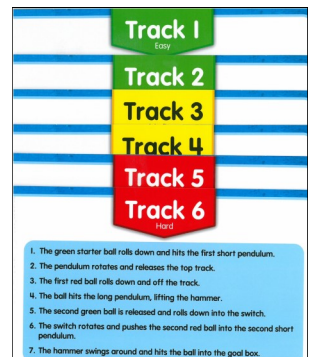 Track 1
Easy
Track 2
Track 3
Track 4
Track 5
Track 6
Hard
1. The green starter ball rolls down and hits the first short pendulum.
2. The pendulum rotates and releases the top track.
3. The first red ball rolls down and off the track.
4. The ball hits the long pendulum, lifting the hammer.
5. The second green ball is released and rolls down into the switch.
6. The switch rotates and pushes the second red ball into the second short
pendulum.
7. The hammer swings around and hits the ball into the goal box.